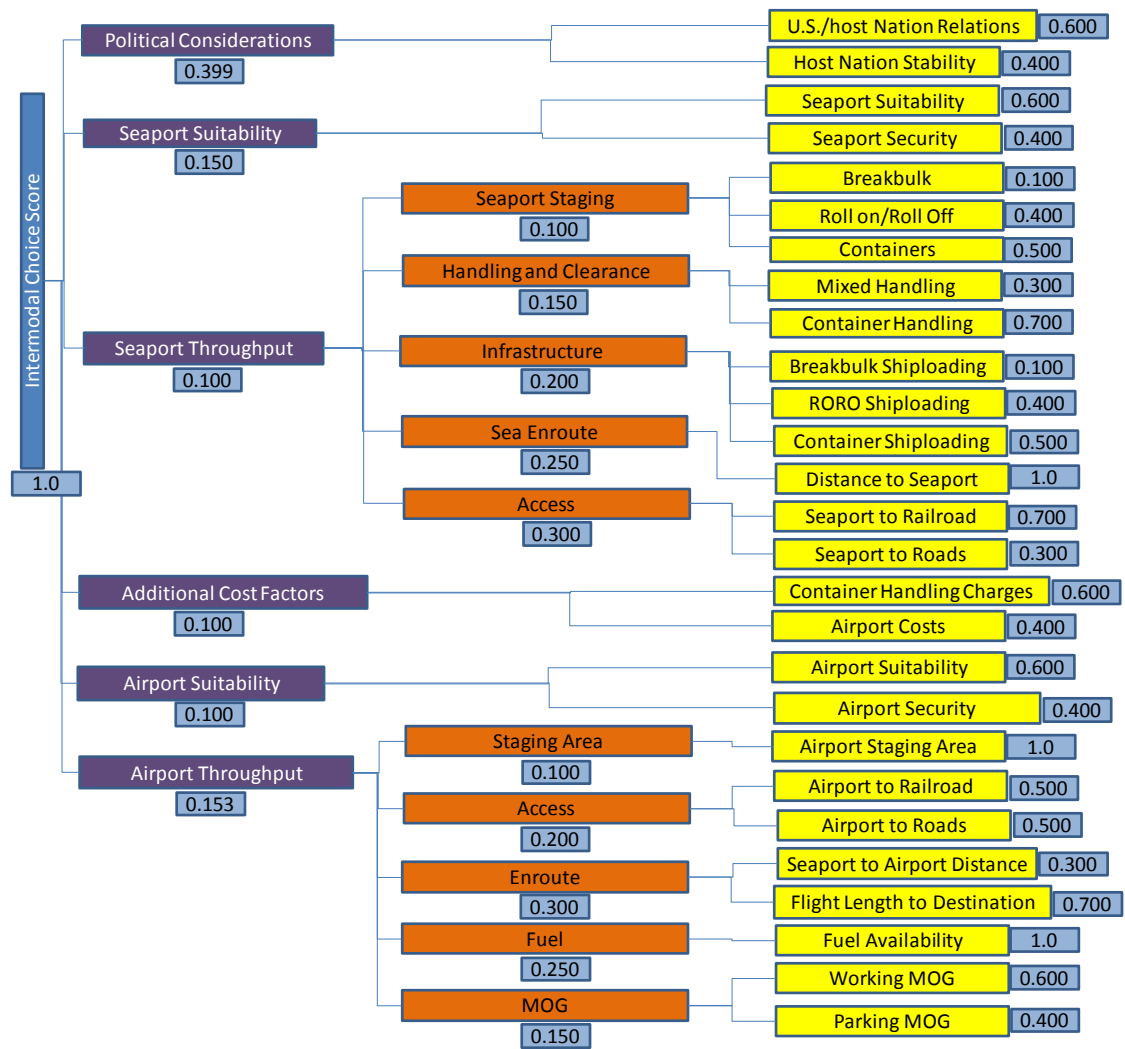 Intermodal Choice Score
1.0
Political Considerations
0.399
U.S./host Nation Relations
0.600
Host Nation Stability
0.400
Seaport Suitability
0.150
Seaport Suitability
0.600
Seaport Security
0.400
Seaport Throughput
0.100
Seaport Staging
0.100
Breakbulk
0.100
Roll on/Roll Off
0.400
Containers
0.500
Handling and Clearance
0.150
Mixed Handling
0.300
Container Handling
0.700
Infrastructure
0.200
Breakbulk Shiploading
0.100
RORO Shiploading
0.400
Container Shiploading
0.500
Sea Enroute
0.250
Distance to Seaport
1.0
Access
0.300
Seaport to Railroad
0.700
Seaport to Roads
0.300
Additional Cost Factors
0.100
Container Handling Charges
0.600
Airport Costs
0.400
Airport Suitability
0.100
Airport Suitability
0.600
Airport Security
0.400
Airport Throughput
0.153
Staging Area
0.100
Airport Staging Area
1.0
Access
0.200
Airport to Railroad
0.500
Airport to Roads
0.500
Enroute
0.300
Seaport to Airport Distance
0.300
Flight Length to Destination
0.700
Fuel
0.250
Fuel Availability
1.0
MOG
0.150
Working MOG
0.600
Parking MOG
0.400